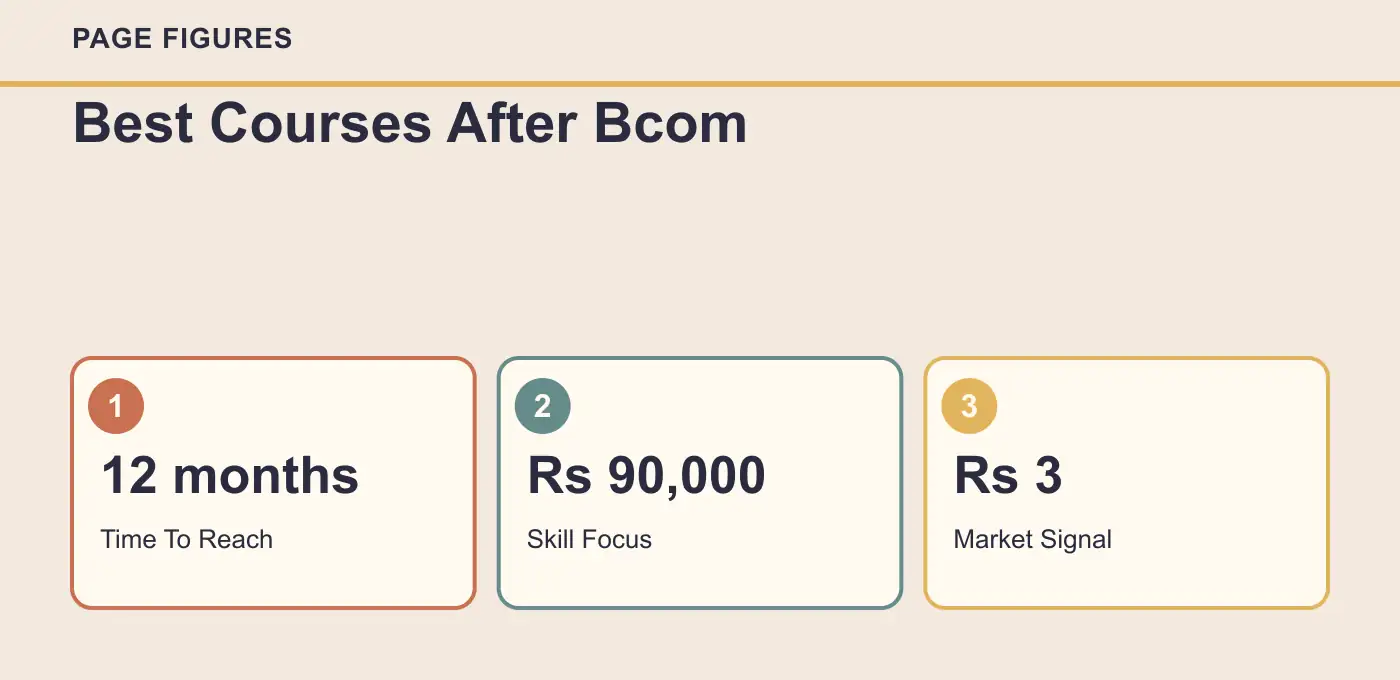 PAGE FIGURES
Best Courses After Bcom
1
12 months
Time To Reach
2
Rs 90,000
Skill Focus
3
Rs 3
Market Signal